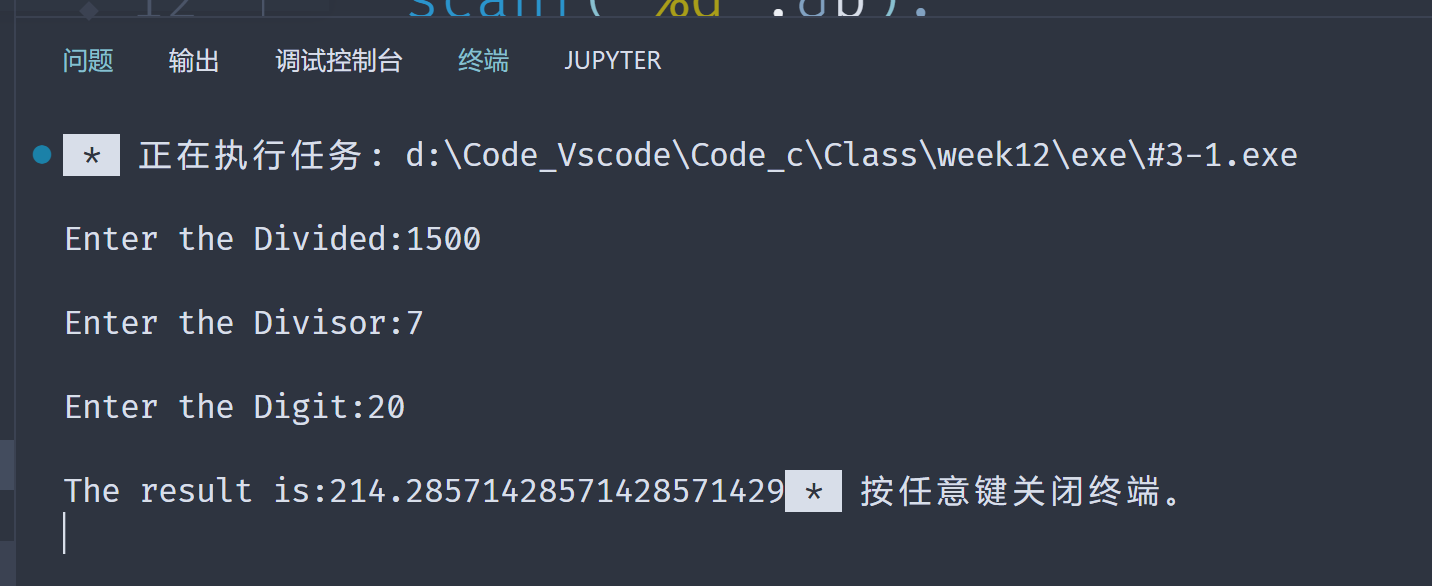 12 scanf("%d",&b);
问题 输出 调试控制台 终端 JUPYTER
* 正在执行任务: d:\Code_Vscode\Code_c\Class\week12\exe\#3-1.exe
Enter the Divided:1500
Enter the Divisor:7
Enter the Digit:20
The result is:214.28571428571428571429 * 按任意键关闭终端。